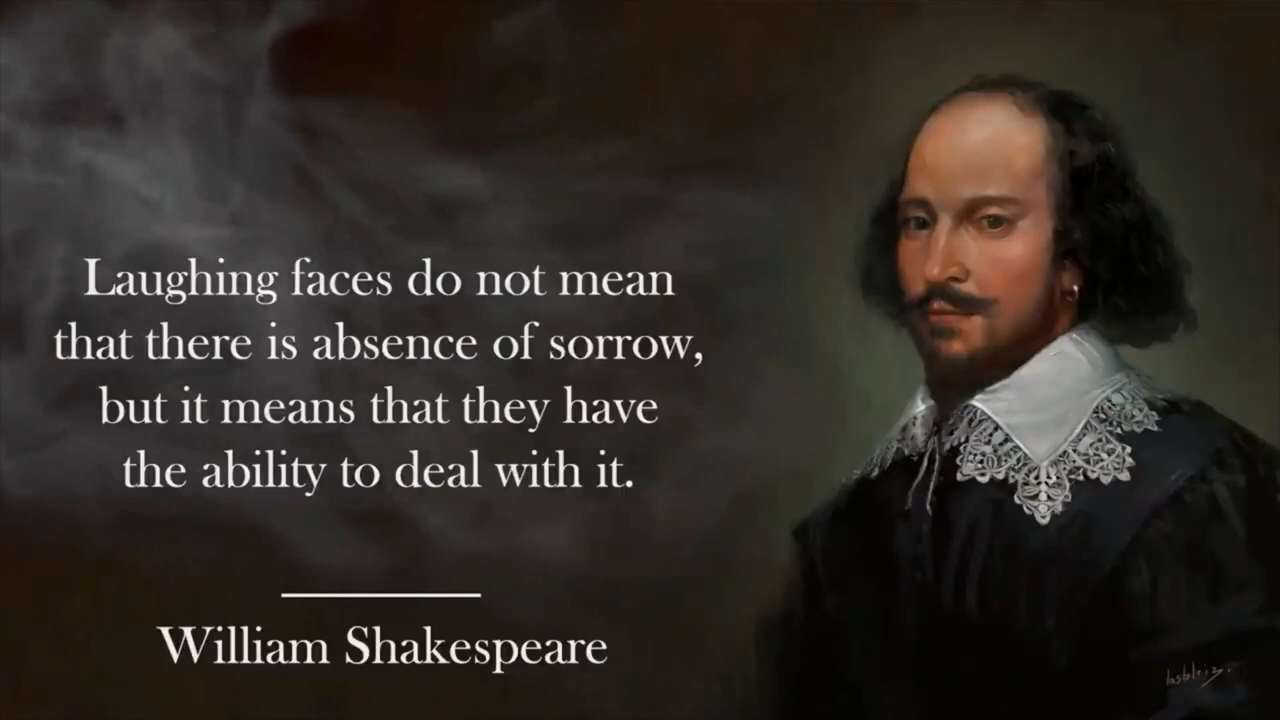 Laughing faces do not mean
that there is absence of sorrow,
but it means that they have
the ability to deal with it.
William Shakespeare